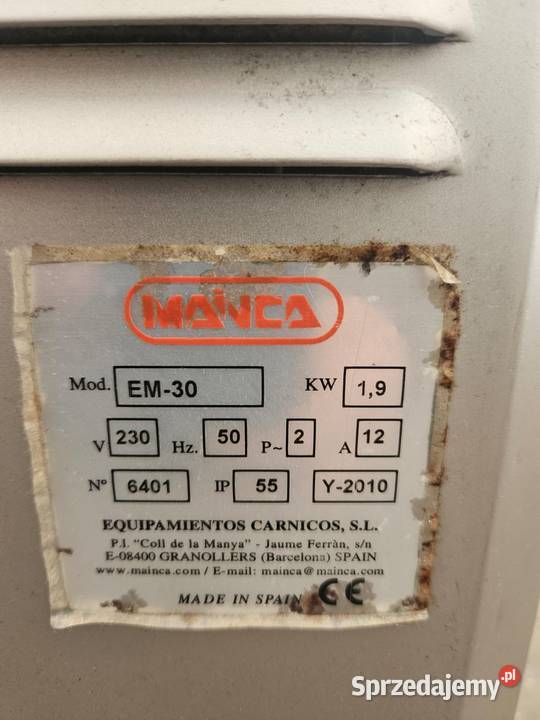 MAINCA
Mod. EM-30 KW 1,9
V 230 Hz. 50 P~ 2 A 12
Nº 6401 IP 55 Y-2010
EQUIPAMIENTOS CARNICOS, S.L.
P.I. "Coll de la Manya" - Jaume Ferràn, s/n
E-08400 GRANOLLERS (Barcelona) SPAIN
www.mainca.com / E-mail: mainca@mainca.com
MADE IN SPAIN CE
Sprzedajemy.pl